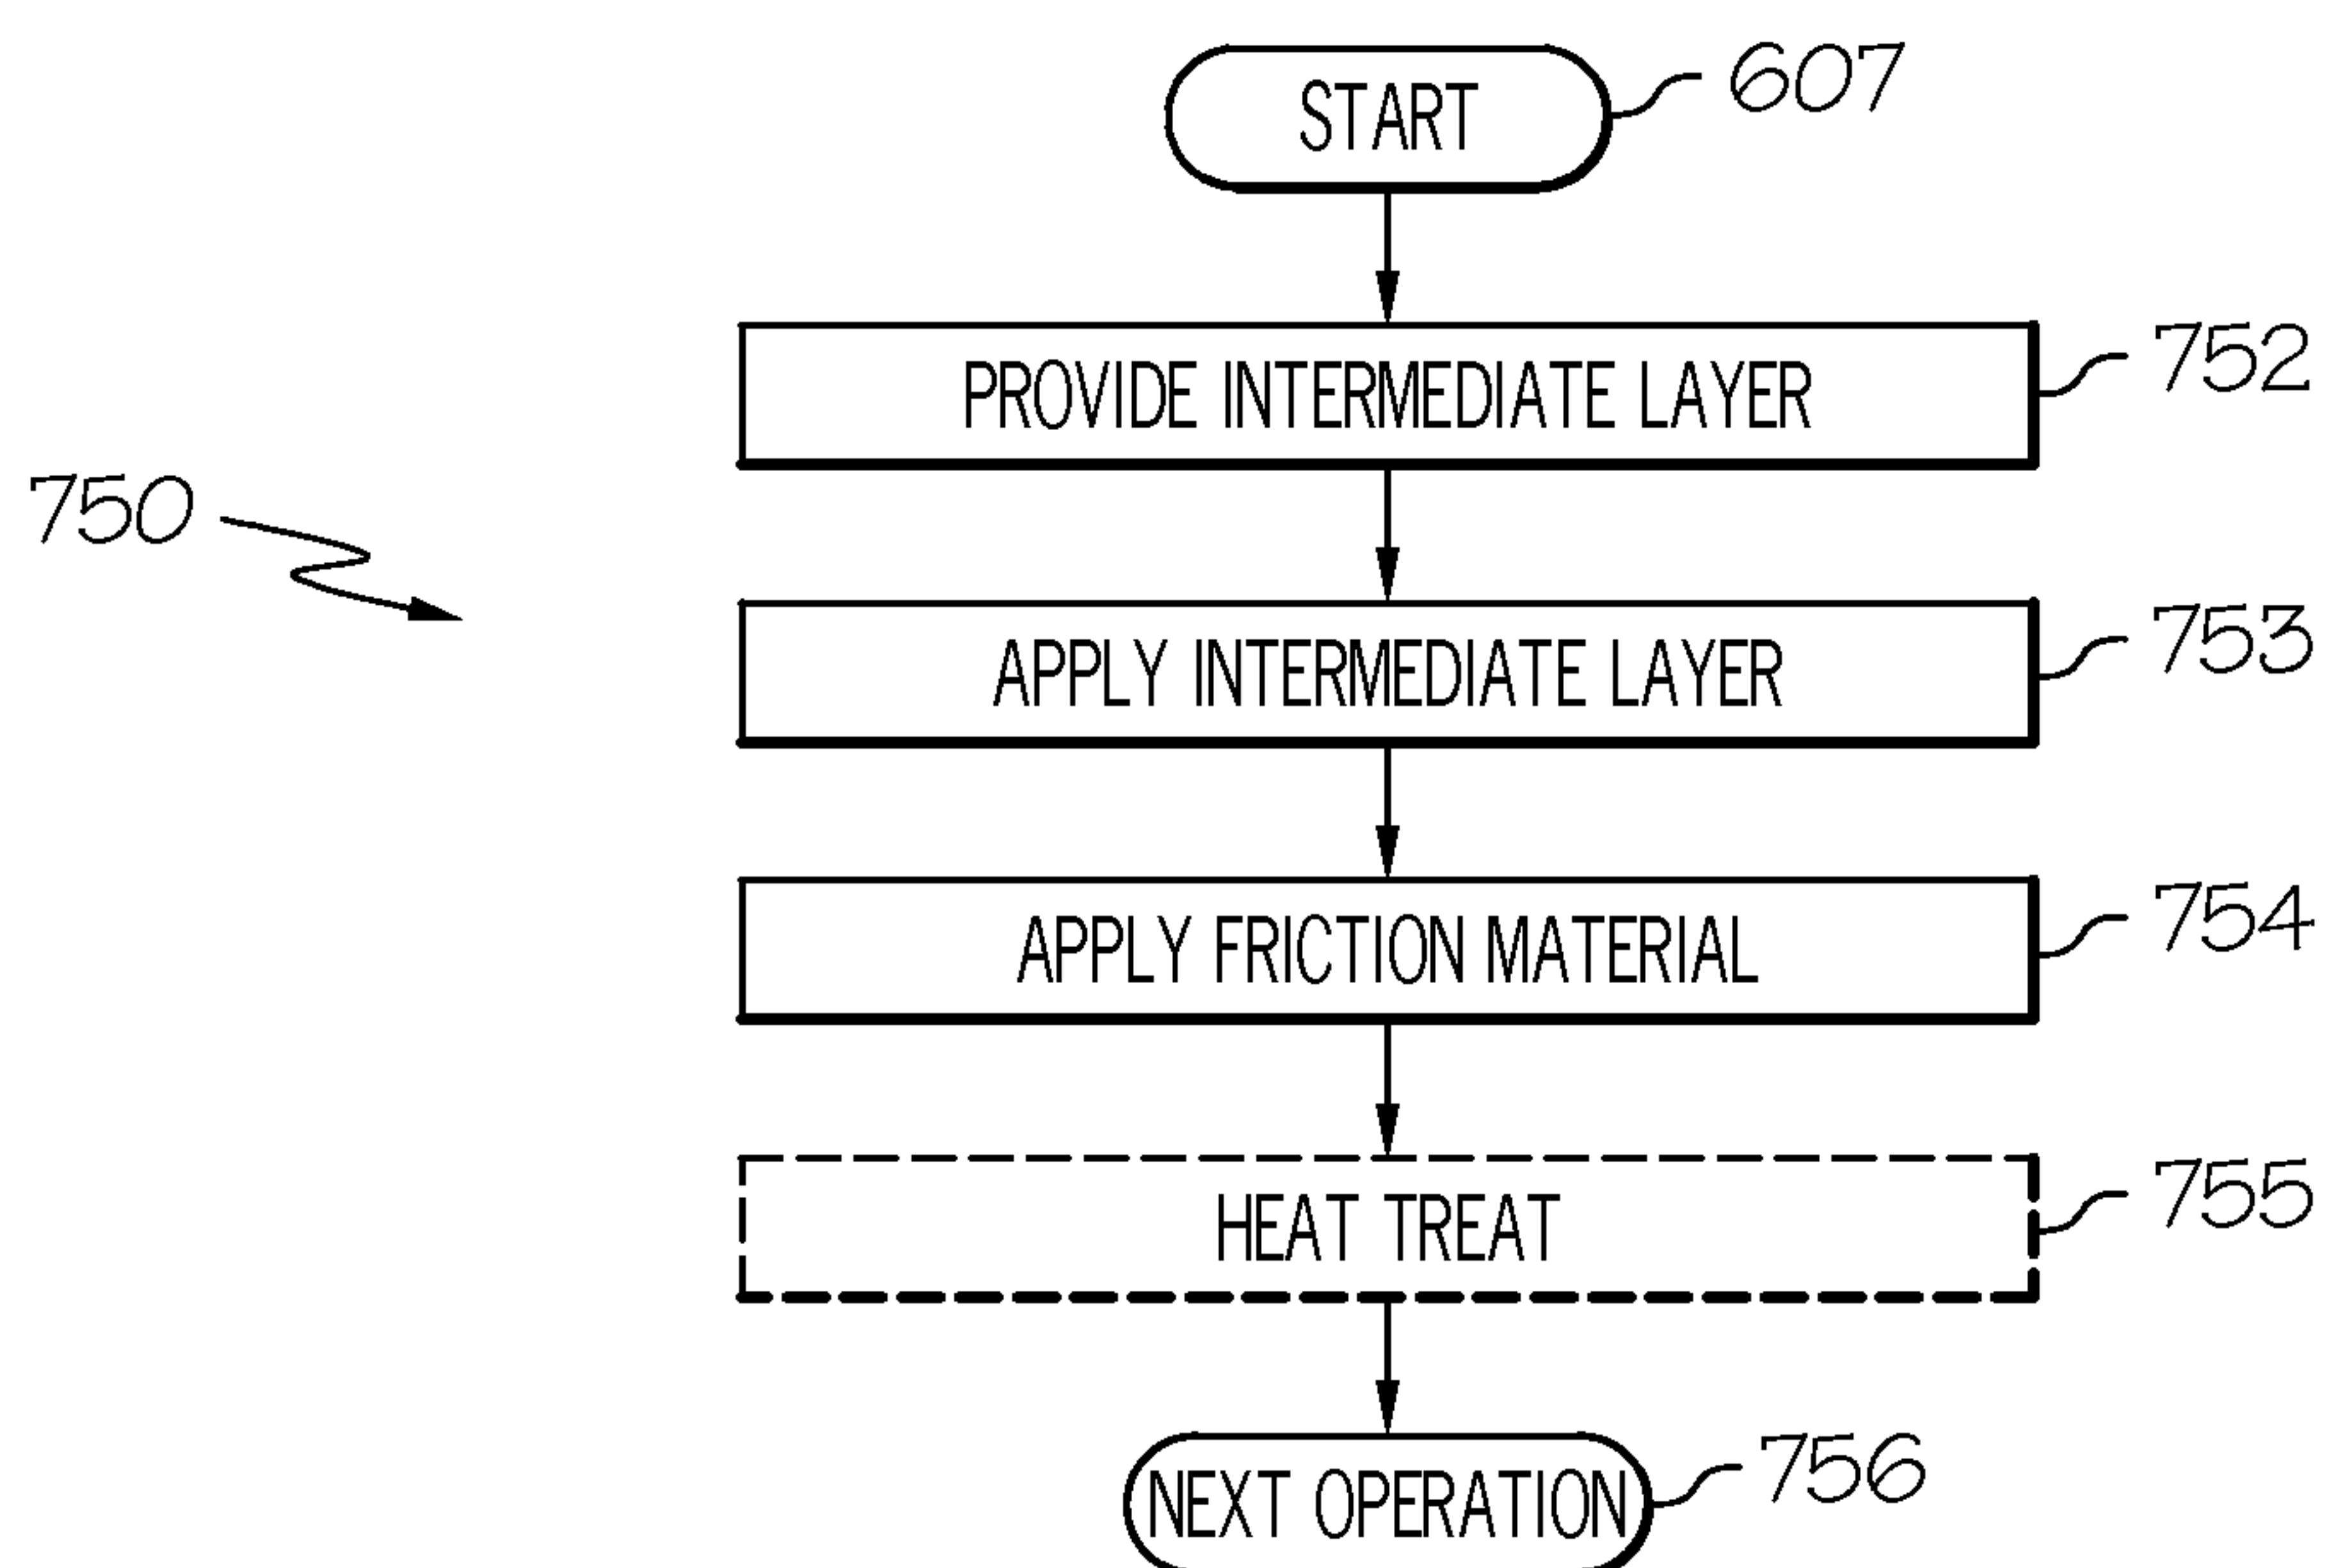 START 607
PROVIDE INTERMEDIATE LAYER 752
750
APPLY INTERMEDIATE LAYER 753
APPLY FRICTION MATERIAL 754
HEAT TREAT 755
NEXT OPERATION 756